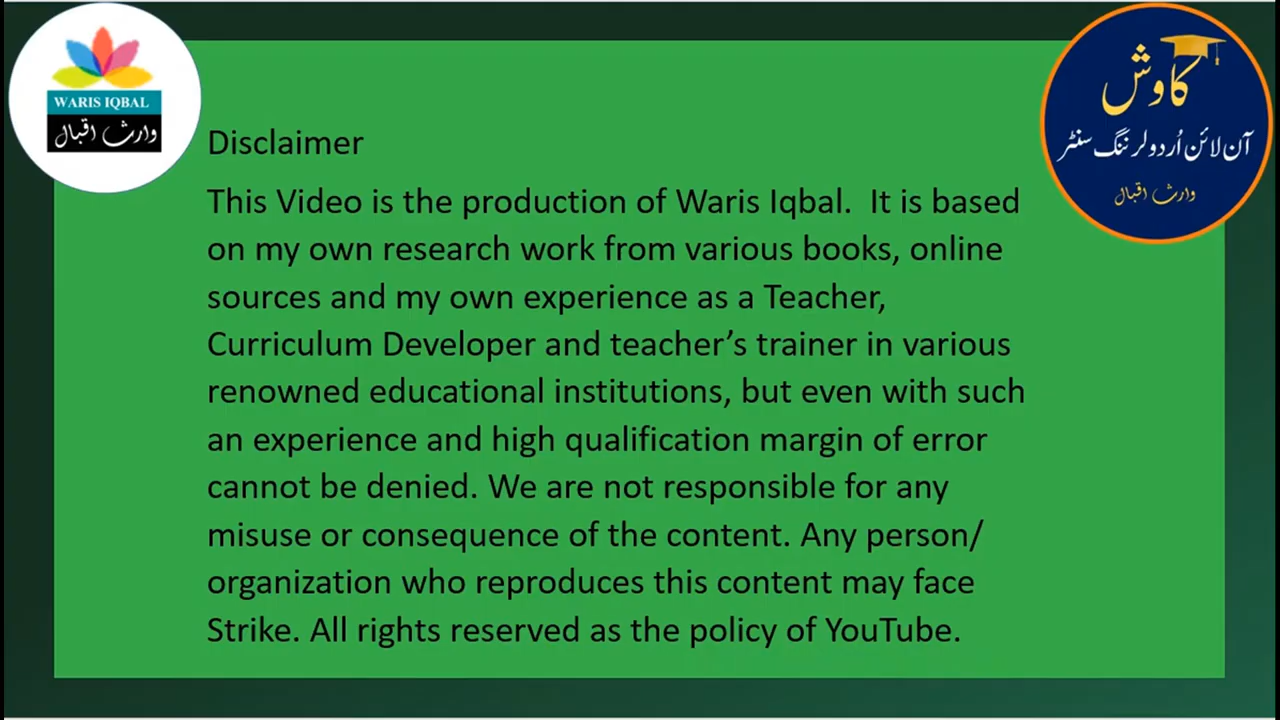 WARIS IQBAL
وارث اقبال
کاوش
آن لائن اُردو لرننگ سنٹر
وارث اقبال
Disclaimer
This Video is the production of Waris Iqbal.  It is based
on my own research work from various books, online
sources and my own experience as a Teacher,
Curriculum Developer and teacher’s trainer in various
renowned educational institutions, but even with such
an experience and high qualification margin of error
cannot be denied. We are not responsible for any
misuse or consequence of the content. Any person/
organization who reproduces this content may face
Strike. All rights reserved as the policy of YouTube.